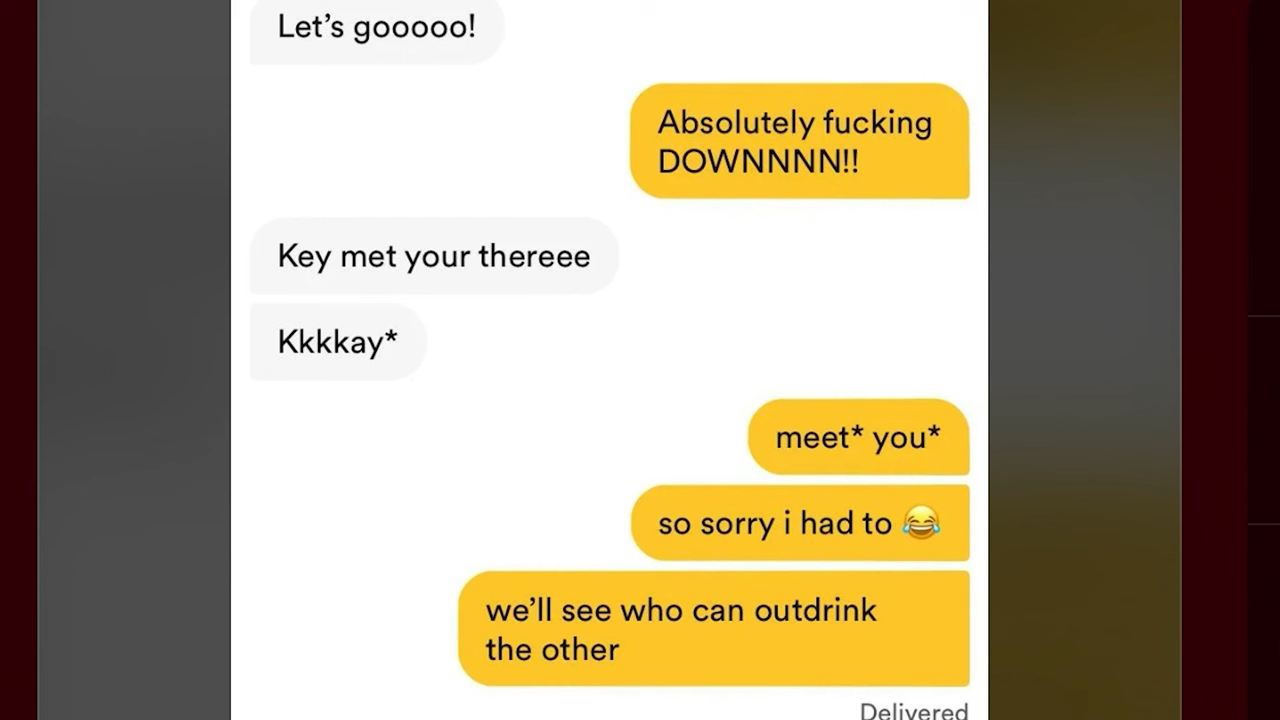 Let's gooooo!
Absolutely fucking
DOWNNNN!!
Key met your thereee
Kkkkay*
meet* you*
so sorry i had to 😂
we'll see who can outdrink
the other
Delivered